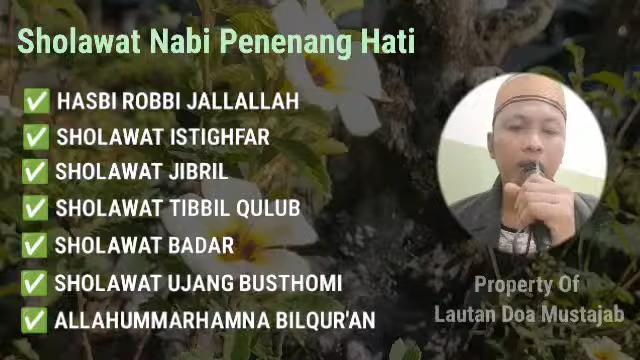 Sholawat Nabi Penenang Hati
✅ HASBI ROBBI JALLALLAH
✅ SHOLAWAT ISTIGHFAR
✅ SHOLAWAT JIBRIL
✅ SHOLAWAT TIBBIL QULUB
✅ SHOLAWAT BADAR
✅ SHOLAWAT UJANG BUSTHOMI
✅ ALLAHUMMARHAMNA BILQUR'AN
Property Of
Lautan Doa Mustajab